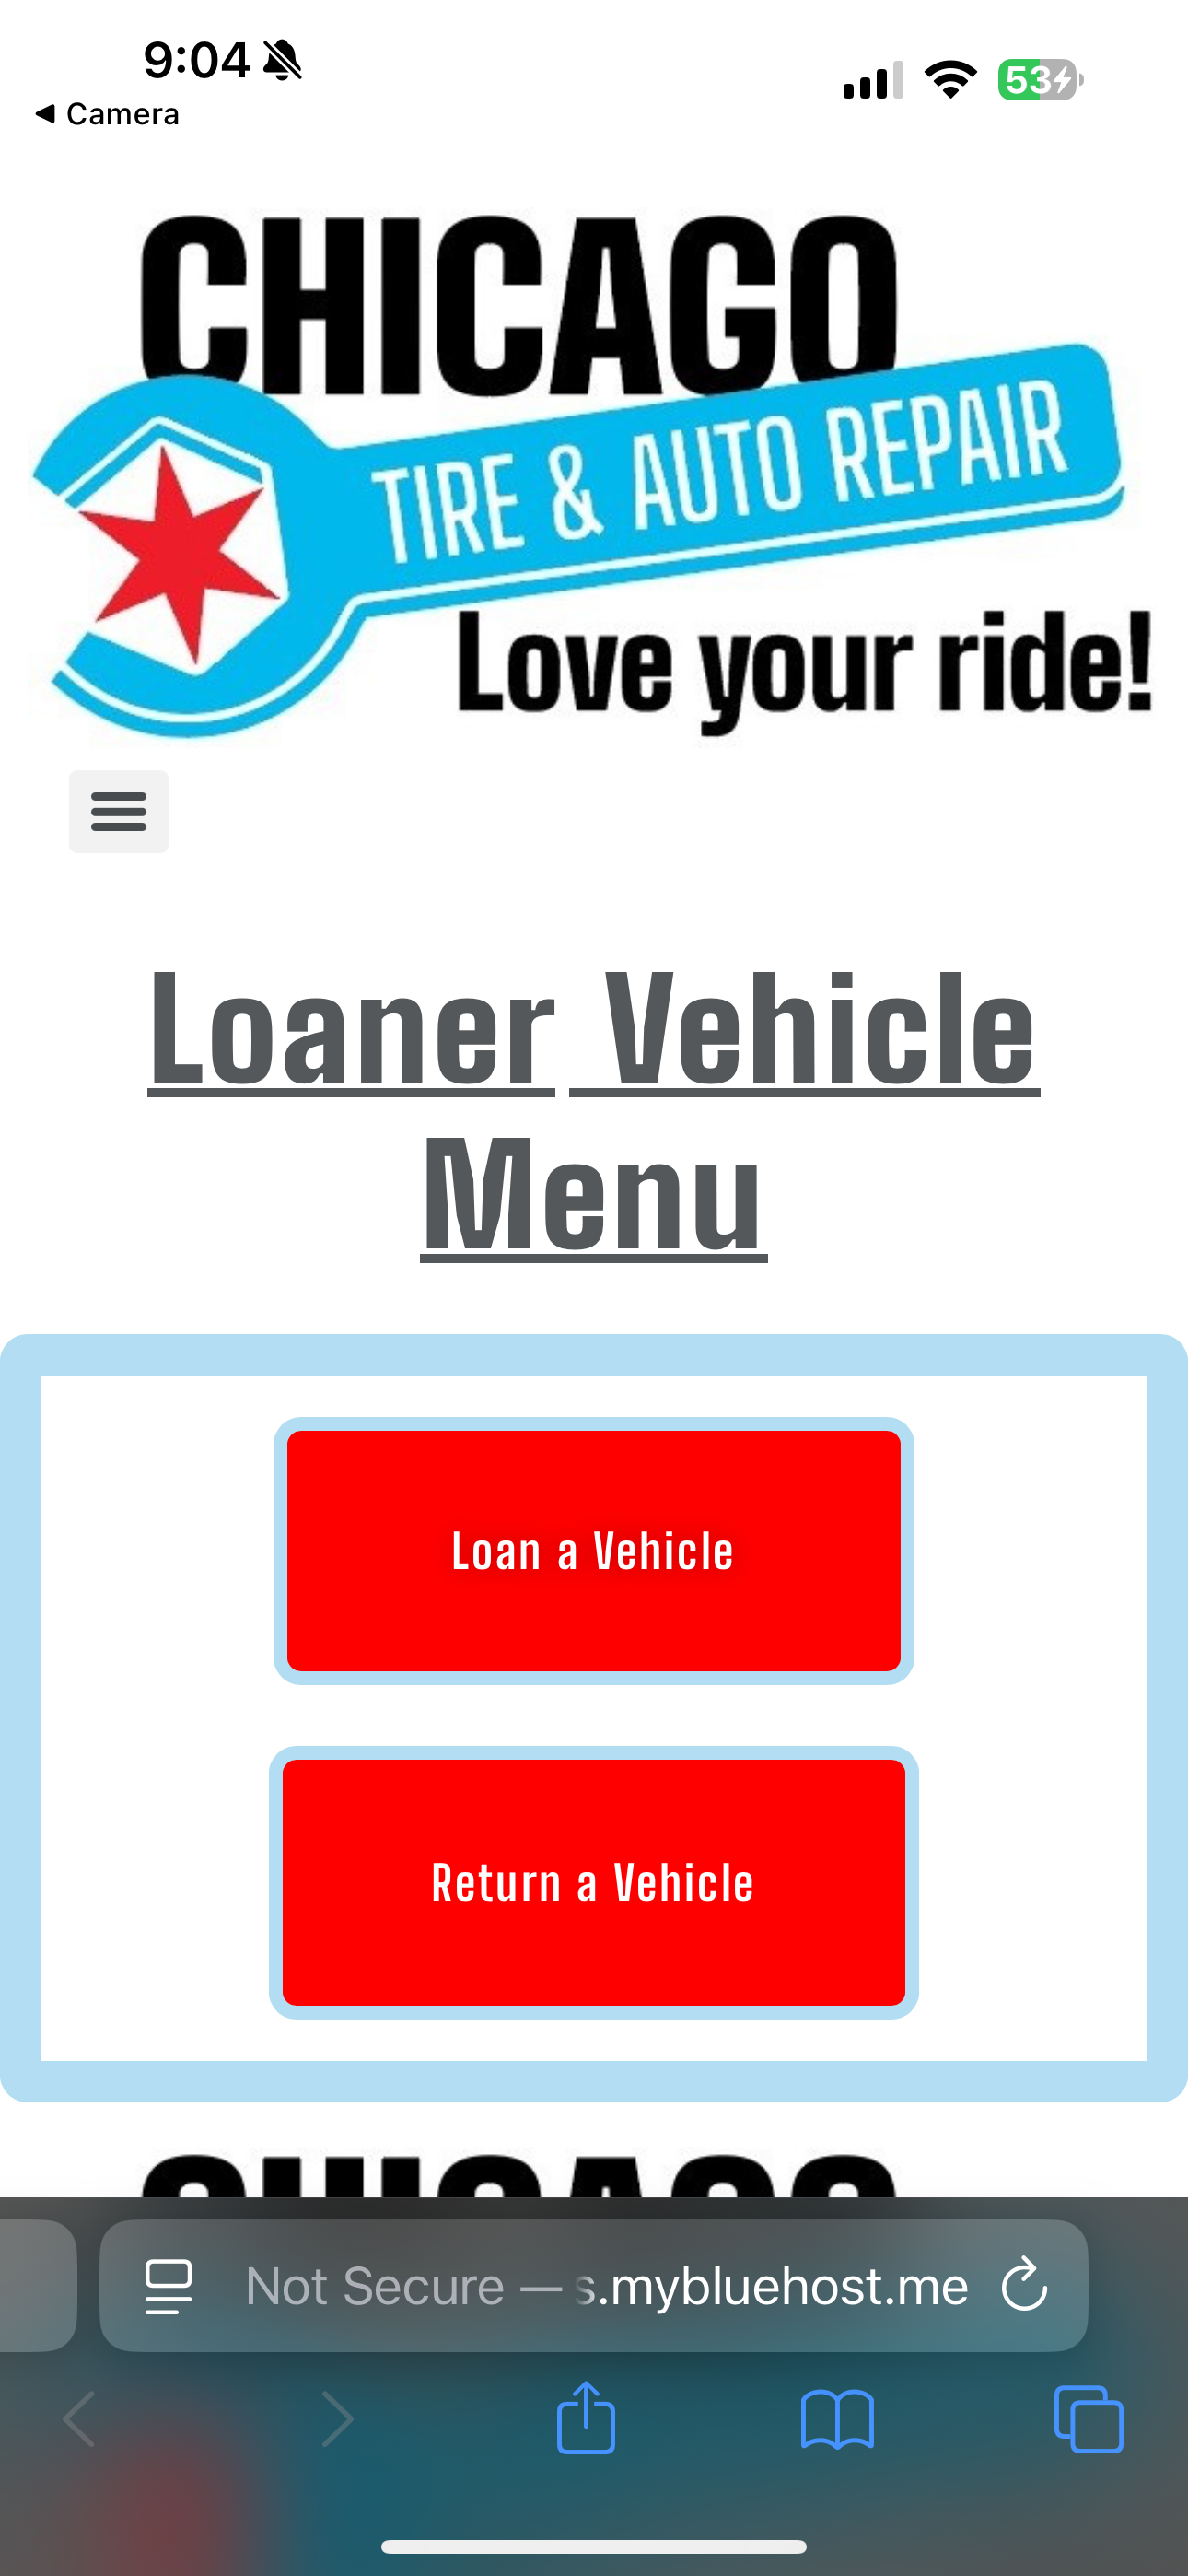 9:04
Camera
53
CHICAGO
TIRE & AUTO REPAIR
Love your ride!
Loaner Vehicle
Menu
Loan a Vehicle
Return a Vehicle
CHICAGO
Not Secure — s.mybluehost.me